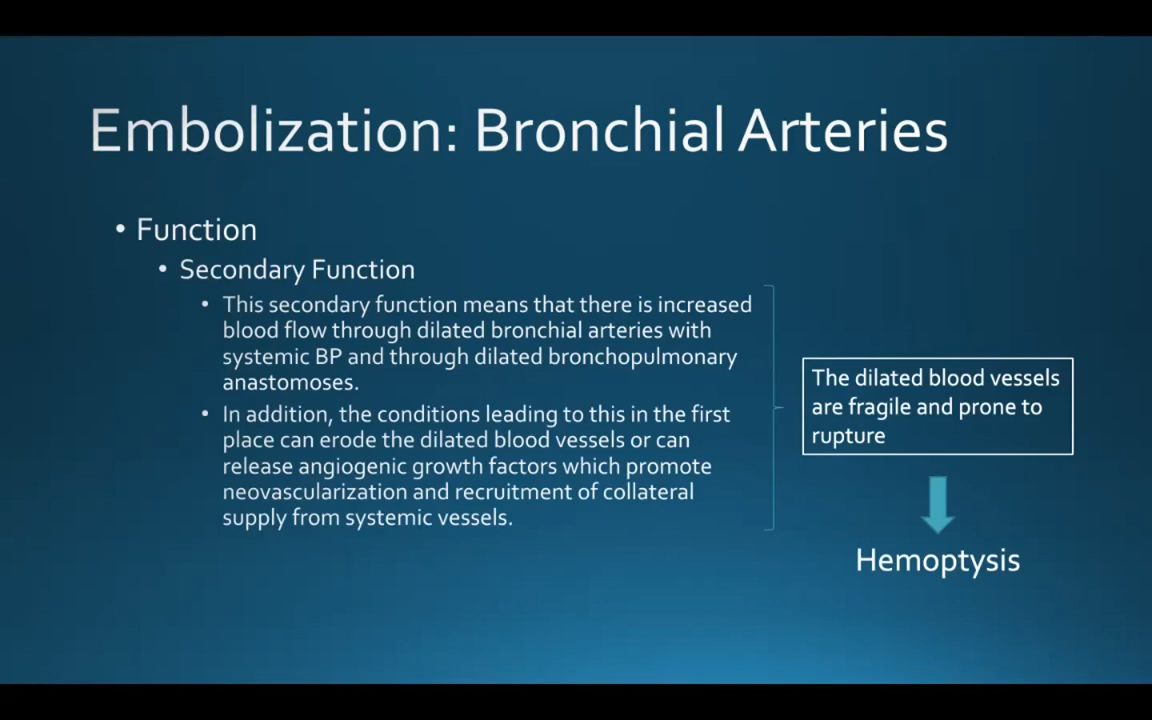 Embolization: Bronchial Arteries
• Function
• Secondary Function
• This secondary function means that there is increased
blood flow through dilated bronchial arteries with
systemic BP and through dilated bronchopulmonary
anastomoses.
• In addition, the conditions leading to this in the first
place can erode the dilated blood vessels or can
release angiogenic growth factors which promote
neovascularization and recruitment of collateral
supply from systemic vessels.
The dilated blood vessels
are fragile and prone to
rupture
Hemoptysis